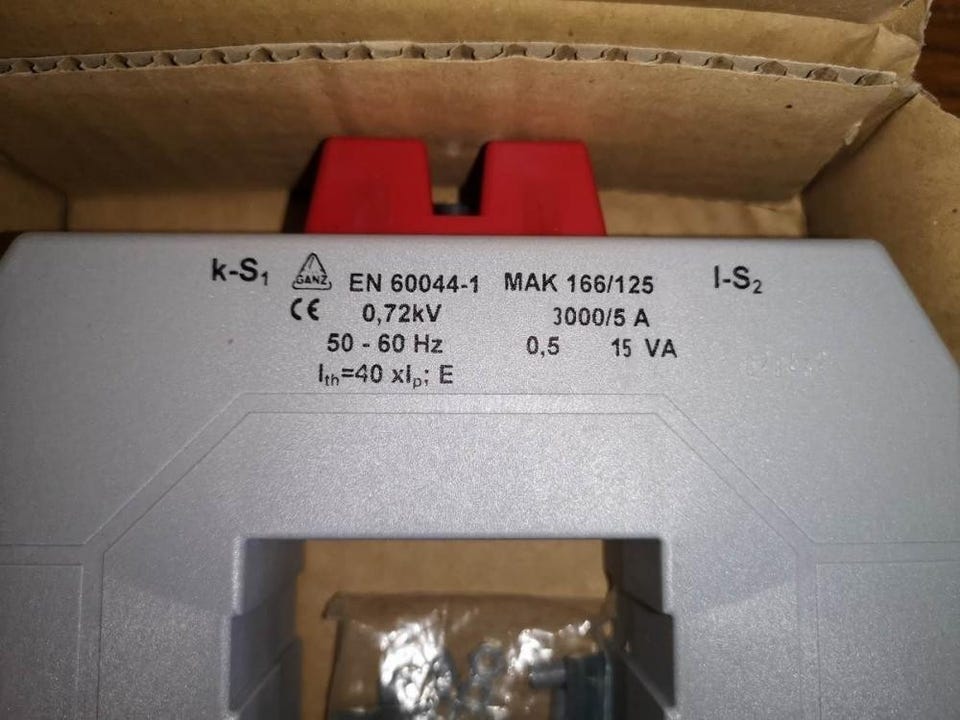 k-S₁ GANZ EN 60044-1 MAK 166/125 l-S₂
CE 0,72kV 3000/5 A
50 - 60 Hz 0,5 15 VA
Iₜₕ=40 xIₚ; E